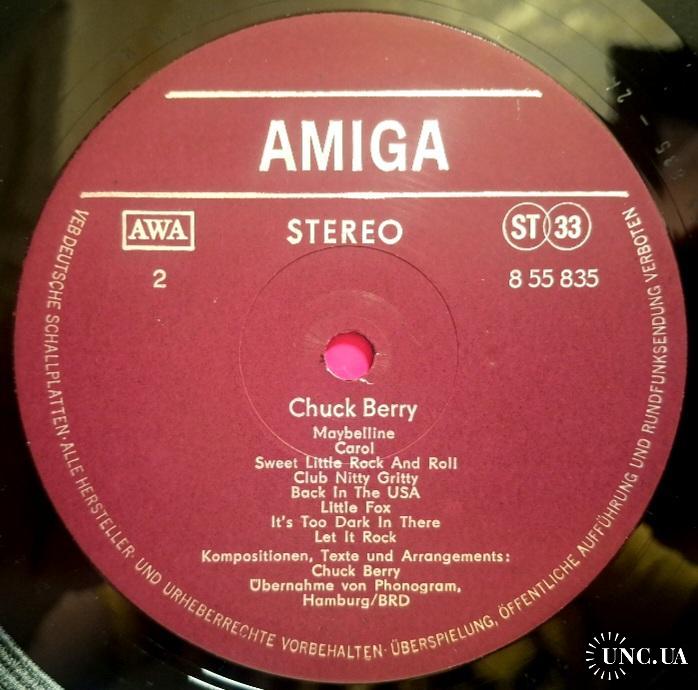 AMIGA
AWA
STEREO
ST 33
2
8 55 835
Chuck Berry
Maybelline
Carol
Sweet Little Rock And Roll
Club Nitty Gritty
Back In The USA
Little Fox
It's Too Dark In There
Let It Rock
Kompositionen, Texte und Arrangements:
Chuck Berry
Übernahme von Phonogram,
Hamburg/BRD
VEB DEUTSCHE SCHALLPLATTEN · ALLE HERSTELLER- UND URHEBERRECHTE VORBEHALTEN · ÜBERSPIELUNG, ÖFFENTLICHE AUFFÜHRUNG UND RUNDFUNKSENDUNG VERBOTEN
UNC.UA